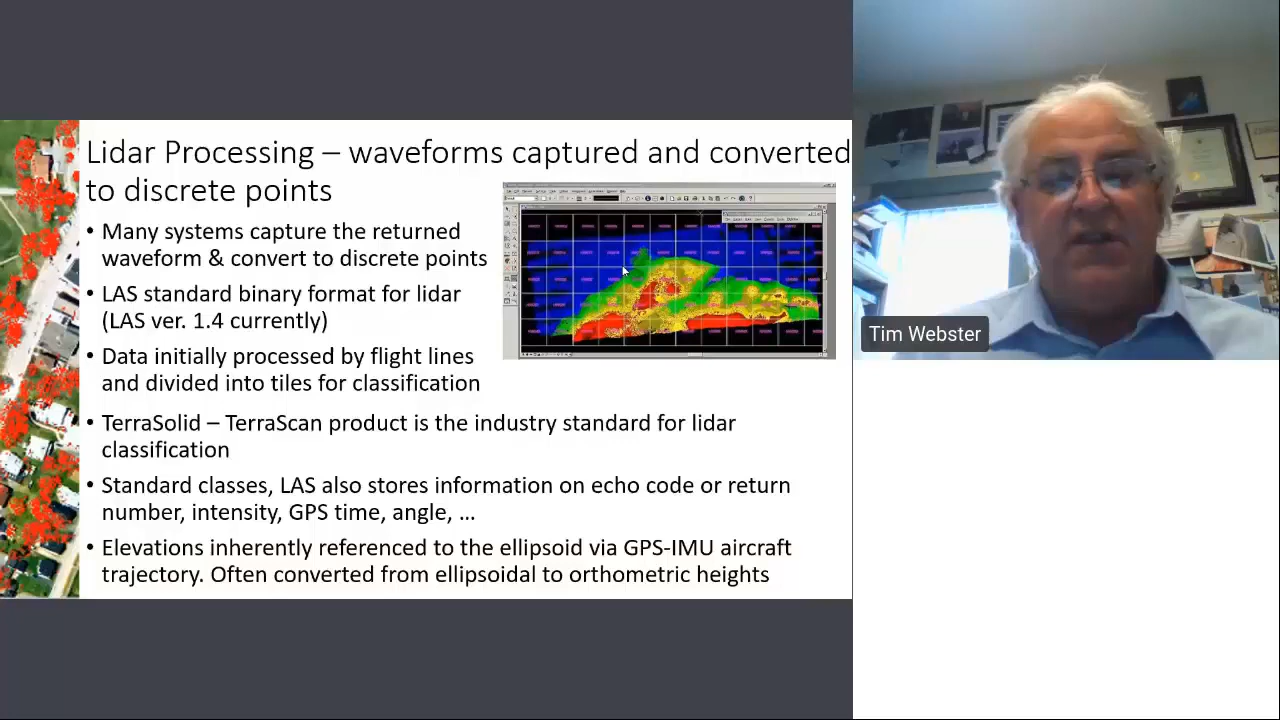 Lidar Processing – waveforms captured and converted
to discrete points
• Many systems capture the returned
waveform & convert to discrete points
• LAS standard binary format for lidar
(LAS ver. 1.4 currently)
• Data initially processed by flight lines
and divided into tiles for classification
• TerraSolid – TerraScan product is the industry standard for lidar
classification
• Standard classes, LAS also stores information on echo code or return
number, intensity, GPS time, angle, ...
• Elevations inherently referenced to the ellipsoid via GPS-IMU aircraft
trajectory. Often converted from ellipsoidal to orthometric heights
Tim Webster